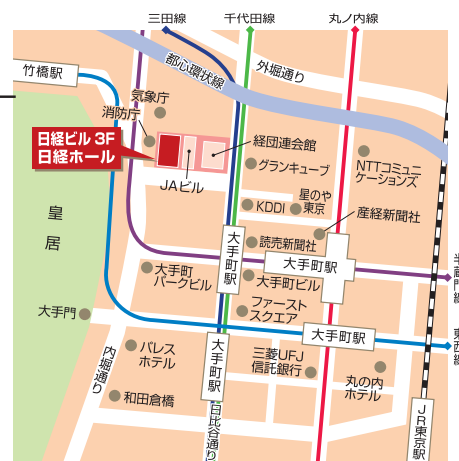 三田線
千代田線
丸ノ内線
竹橋駅
都心環状線
外堀通り
気象庁
消防庁
日経ビル 3F
日経ホール
経団連会館
JAビル
グランキューブ
NTTコミュニ
ケーションズ
KDDI
星のや
東京
産経新聞社
皇
居
読売新聞社
大手町駅
大手町駅
大手町
パークビル
大手町ビル
半蔵門線
ファースト
スクエア
大手門
大手町駅
東西線
大手町駅
パレス
ホテル
三菱UFJ
信託銀行
内堀通り
丸の内
ホテル
和田倉橋
日比谷通り
JR東京駅